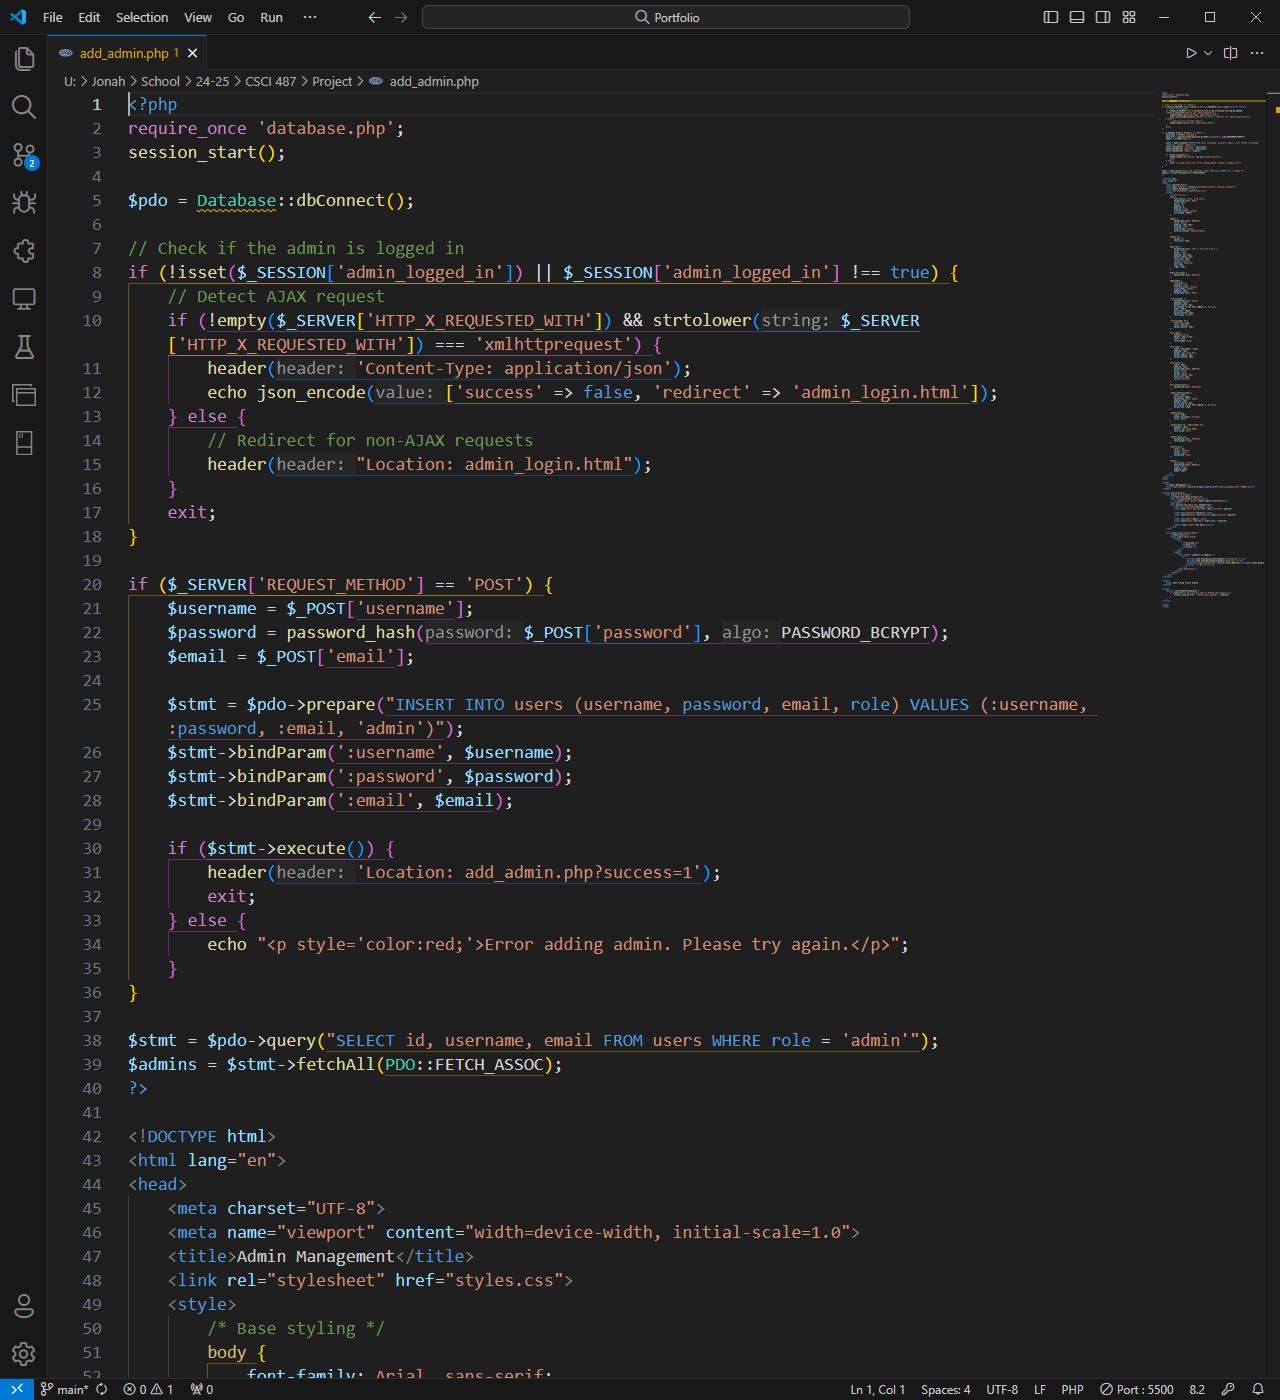 File Edit Selection View Go Run ··· Portfolio
add_admin.php 1
U: > Jonah > School > 24-25 > CSCI 487 > Project > add_admin.php
1 <?php
2 require_once 'database.php';
3 session_start();
4
5 $pdo = Database::dbConnect();
6
7 // Check if the admin is logged in
8 if (!isset($_SESSION['admin_logged_in']) || $_SESSION['admin_logged_in'] !== true) {
9     // Detect AJAX request
10     if (!empty($_SERVER['HTTP_X_REQUESTED_WITH']) && strtolower(string: $_SERVER
['HTTP_X_REQUESTED_WITH']) === 'xmlhttprequest') {
11         header(header: 'Content-Type: application/json');
12         echo json_encode(value: ['success' => false, 'redirect' => 'admin_login.html']);
13     } else {
14         // Redirect for non-AJAX requests
15         header(header: "Location: admin_login.html");
16     }
17     exit;
18 }
19
20 if ($_SERVER['REQUEST_METHOD'] == 'POST') {
21     $username = $_POST['username'];
22     $password = password_hash(password: $_POST['password'], algo: PASSWORD_BCRYPT);
23     $email = $_POST['email'];
24
25     $stmt = $pdo->prepare("INSERT INTO users (username, password, email, role) VALUES (:username,
:password, :email, 'admin')");
26     $stmt->bindParam(':username', $username);
27     $stmt->bindParam(':password', $password);
28     $stmt->bindParam(':email', $email);
29
30     if ($stmt->execute()) {
31         header(header: 'Location: add_admin.php?success=1');
32         exit;
33     } else {
34         echo "<p style='color:red;'>Error adding admin. Please try again.</p>";
35     }
36 }
37
38 $stmt = $pdo->query("SELECT id, username, email FROM users WHERE role = 'admin'");
39 $admins = $stmt->fetchAll(PDO::FETCH_ASSOC);
40 ?>
41
42 <!DOCTYPE html>
43 <html lang="en">
44 <head>
45     <meta charset="UTF-8">
46     <meta name="viewport" content="width=device-width, initial-scale=1.0">
47     <title>Admin Management</title>
48     <link rel="stylesheet" href="styles.css">
49     <style>
50         /* Base styling */
51         body {
52             font-family: Arial, sans-serif;
2
main* 0 1 0 Ln 1, Col 1 Spaces: 4 UTF-8 LF PHP Port : 5500 8.2